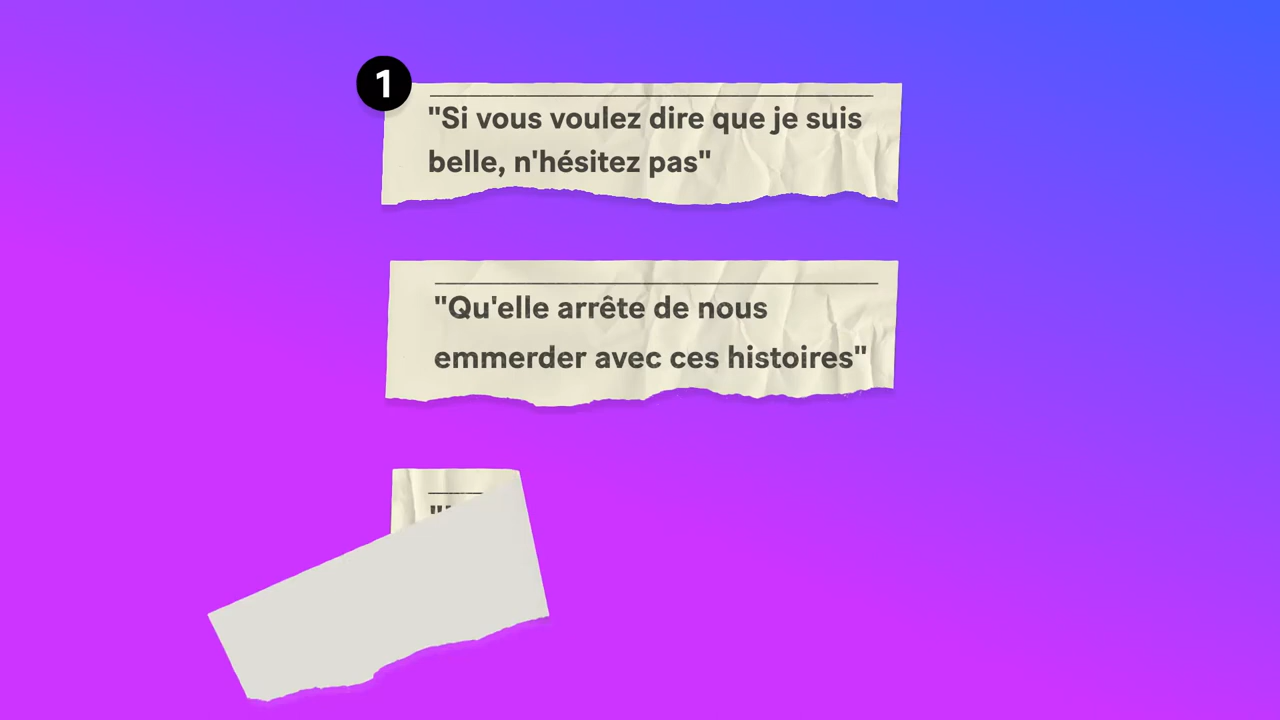 1
"Si vous voulez dire que je suis
belle, n'hésitez pas"
"Qu'elle arrête de nous
emmerder avec ces histoires"